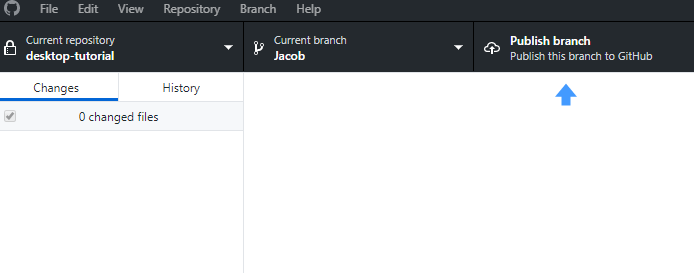 File Edit View Repository Branch Help
Current repository
desktop-tutorial
Current branch
Jacob
Publish branch
Publish this branch to GitHub
Changes History
0 changed files